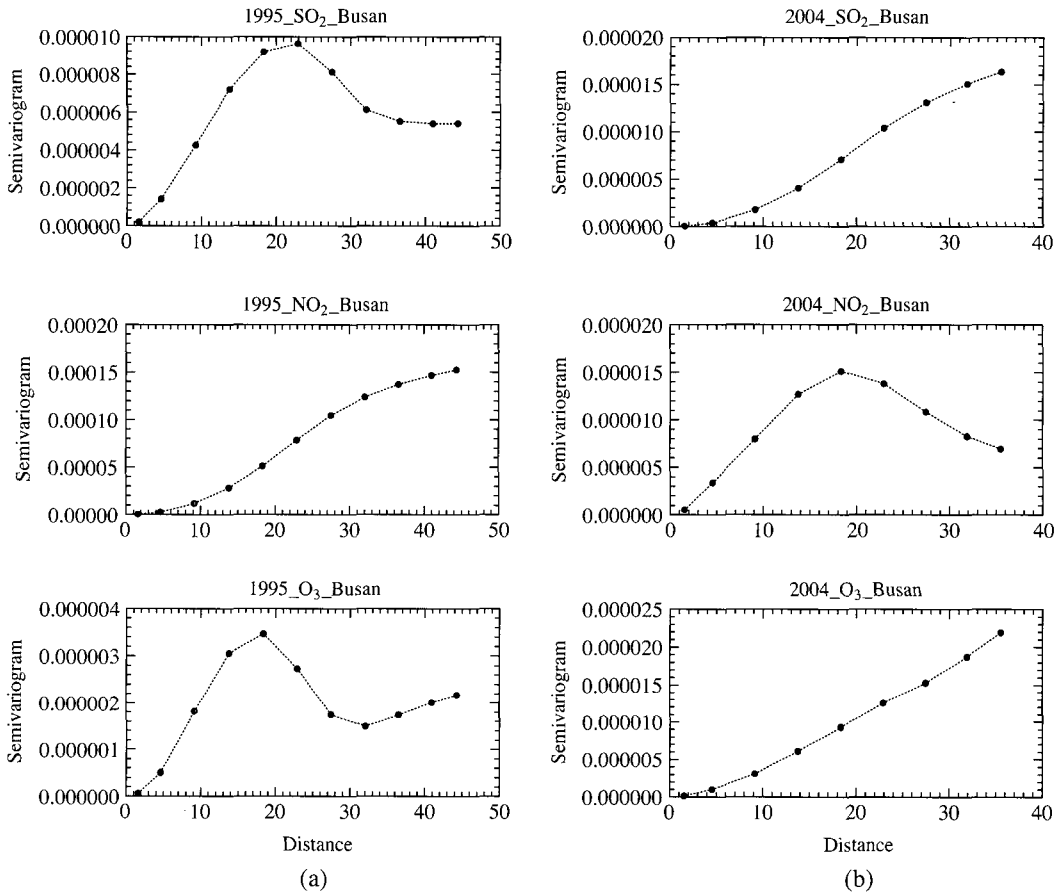 1995_SO₂_Busan
0.000010
0.000008
0.000006
0.000004
0.000002
0.000000
Semivariogram
0 10 20 30 40 50
2004_SO₂_Busan
0.000020
0.000015
0.000010
0.000005
0.000000
Semivariogram
0 10 20 30 40
1995_NO₂_Busan
0.00020
0.00015
0.00010
0.00005
0.00000
Semivariogram
0 10 20 30 40 50
2004_NO₂_Busan
0.000020
0.000015
0.000010
0.000005
0.000000
Semivariogram
0 10 20 30 40
1995_O₃_Busan
0.000004
0.000003
0.000002
0.000001
0.000000
Semivariogram
0 10 20 30 40 50
Distance
(a)
2004_O₃_Busan
0.000025
0.000020
0.000015
0.000010
0.000005
0.000000
Semivariogram
0 10 20 30 40
Distance
(b)